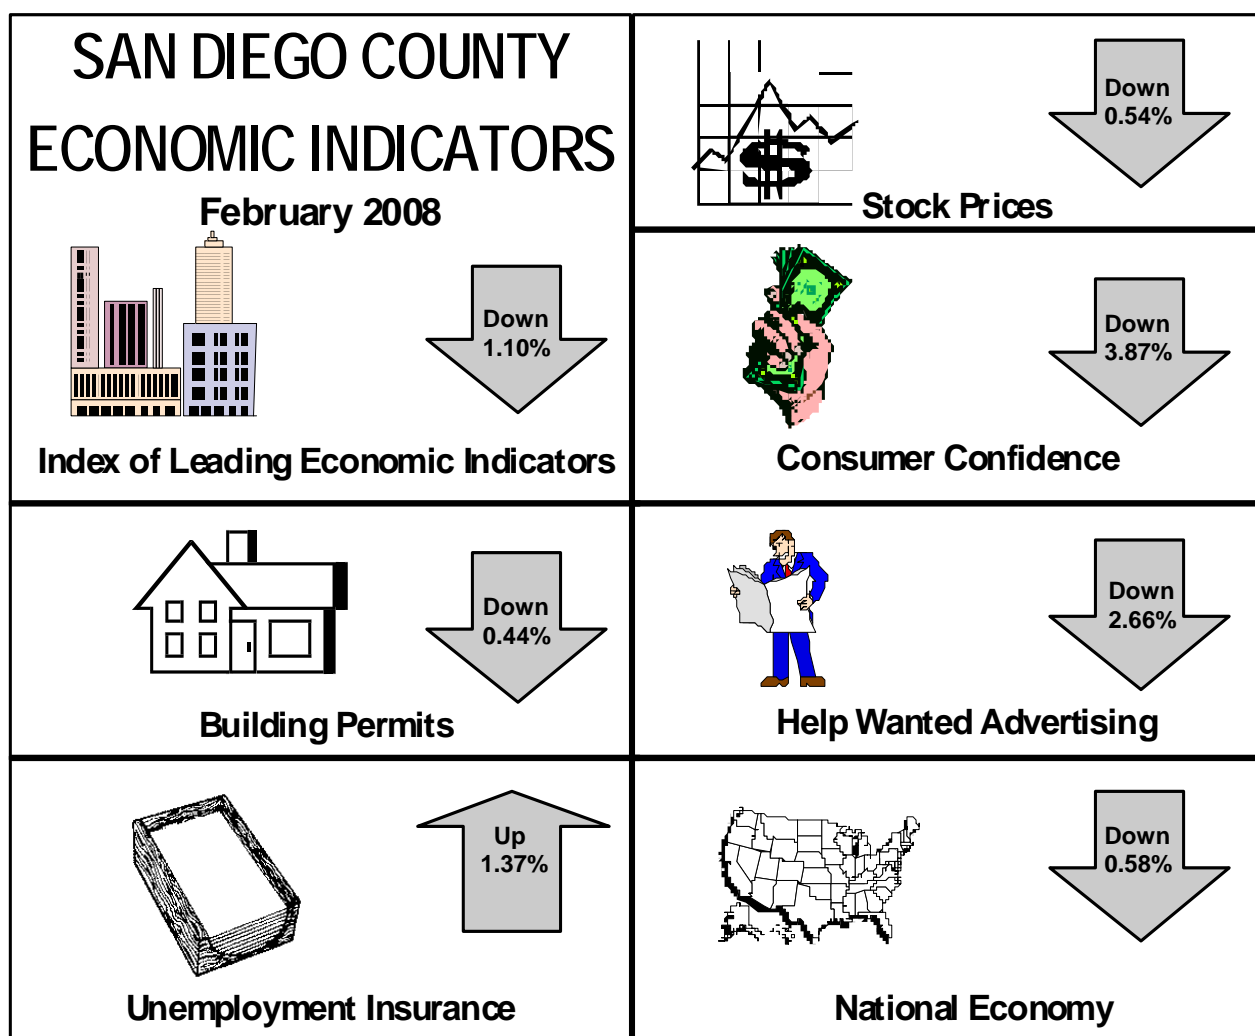 SAN DIEGO COUNTY
ECONOMIC INDICATORS
February 2008
Down
1.10%
Index of Leading Economic Indicators
Down
0.54%
$
Stock Prices
Down
3.87%
Consumer Confidence
Down
0.44%
Building Permits
Down
2.66%
Help Wanted Advertising
Up
1.37%
Unemployment Insurance
Down
0.58%
National Economy